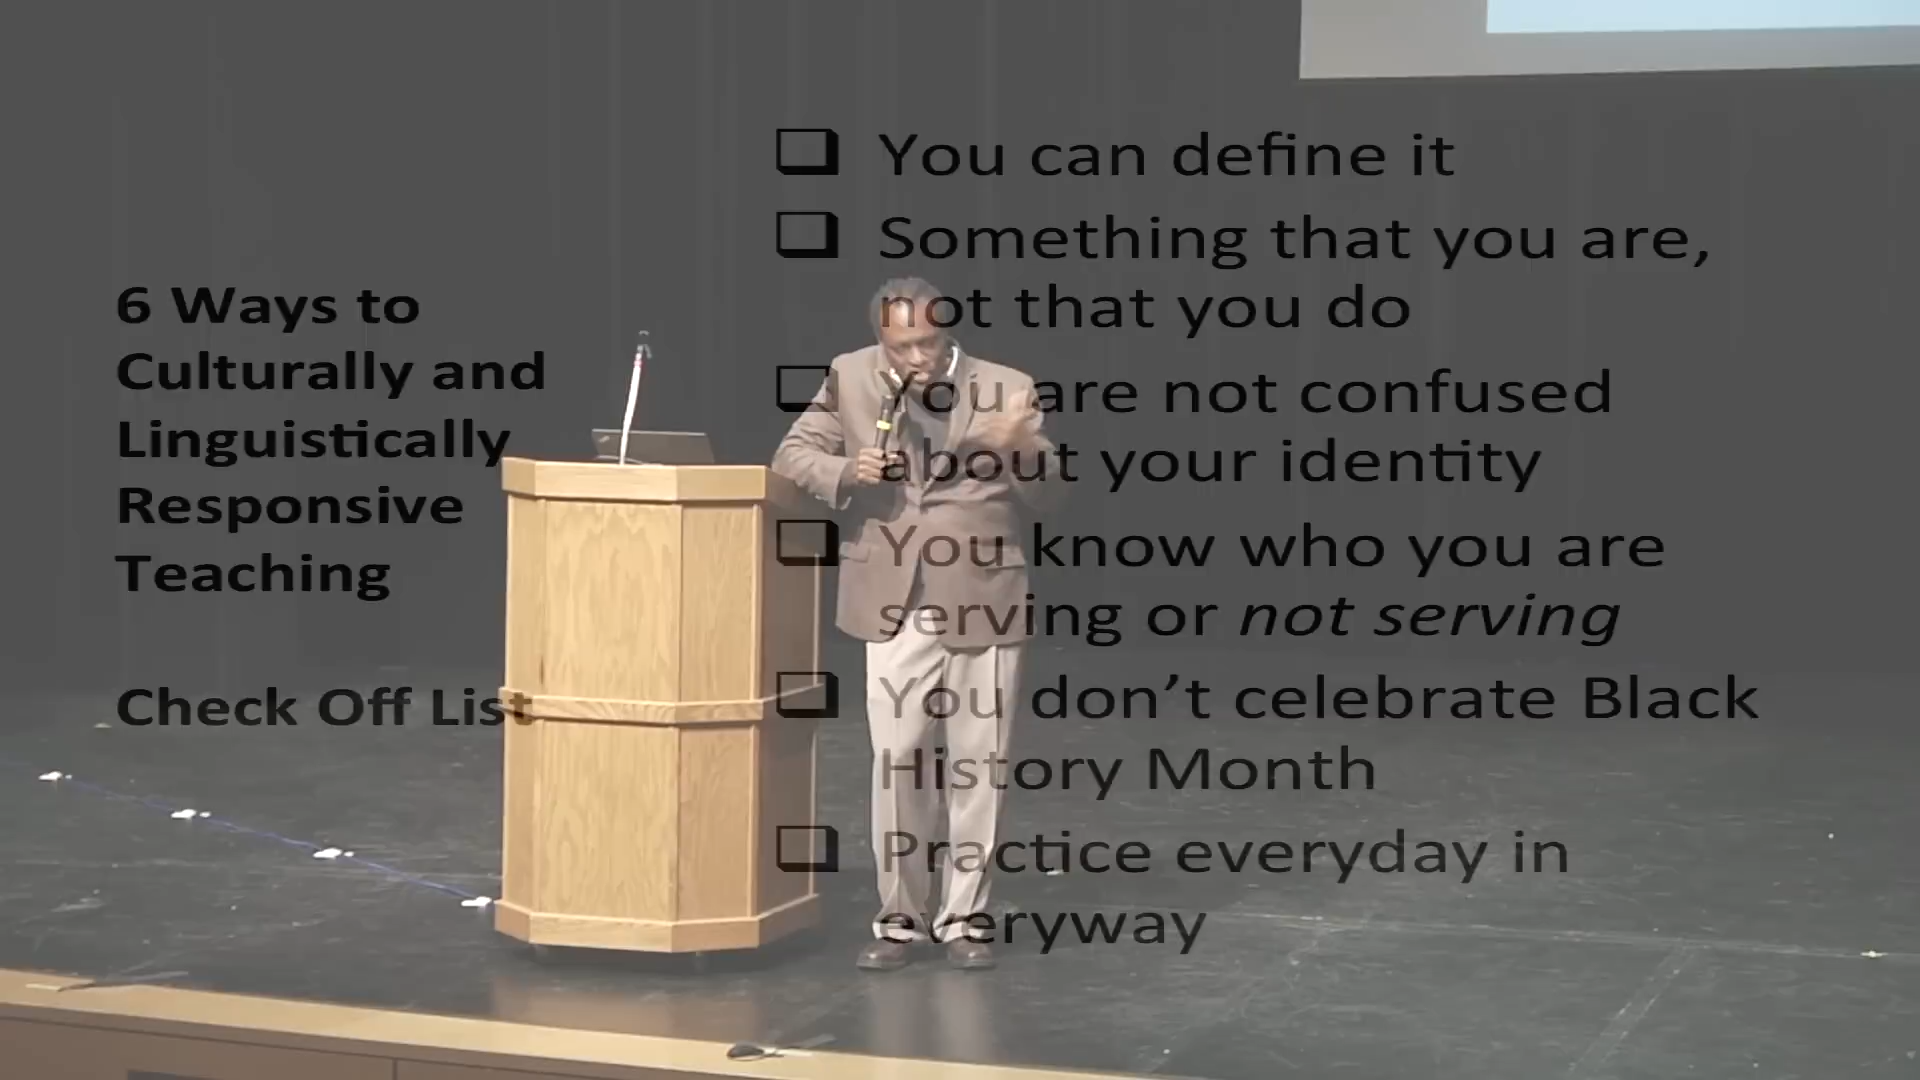 6 Ways to
Culturally and
Linguistically
Responsive
Teaching
Check Off List
You can define it
Something that you are,
not that you do
You are not confused
about your identity
You know who you are
serving or not serving
You don’t celebrate Black
History Month
Practice everyday in
everyway